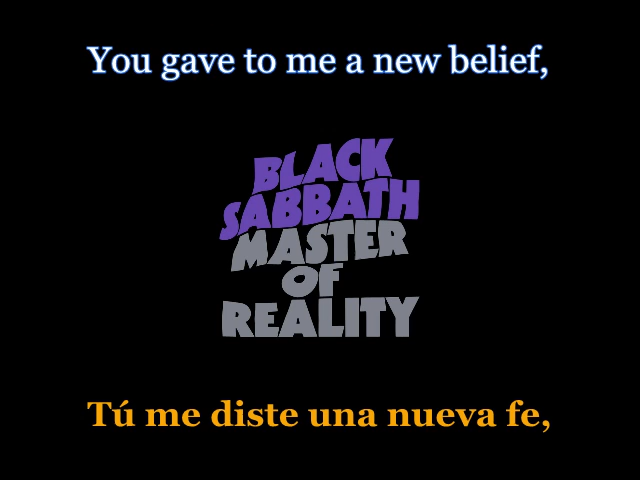 You gave to me a new belief,
BLACK
SABBATH
MASTER
OF
REALITY
Tú me diste una nueva fe,